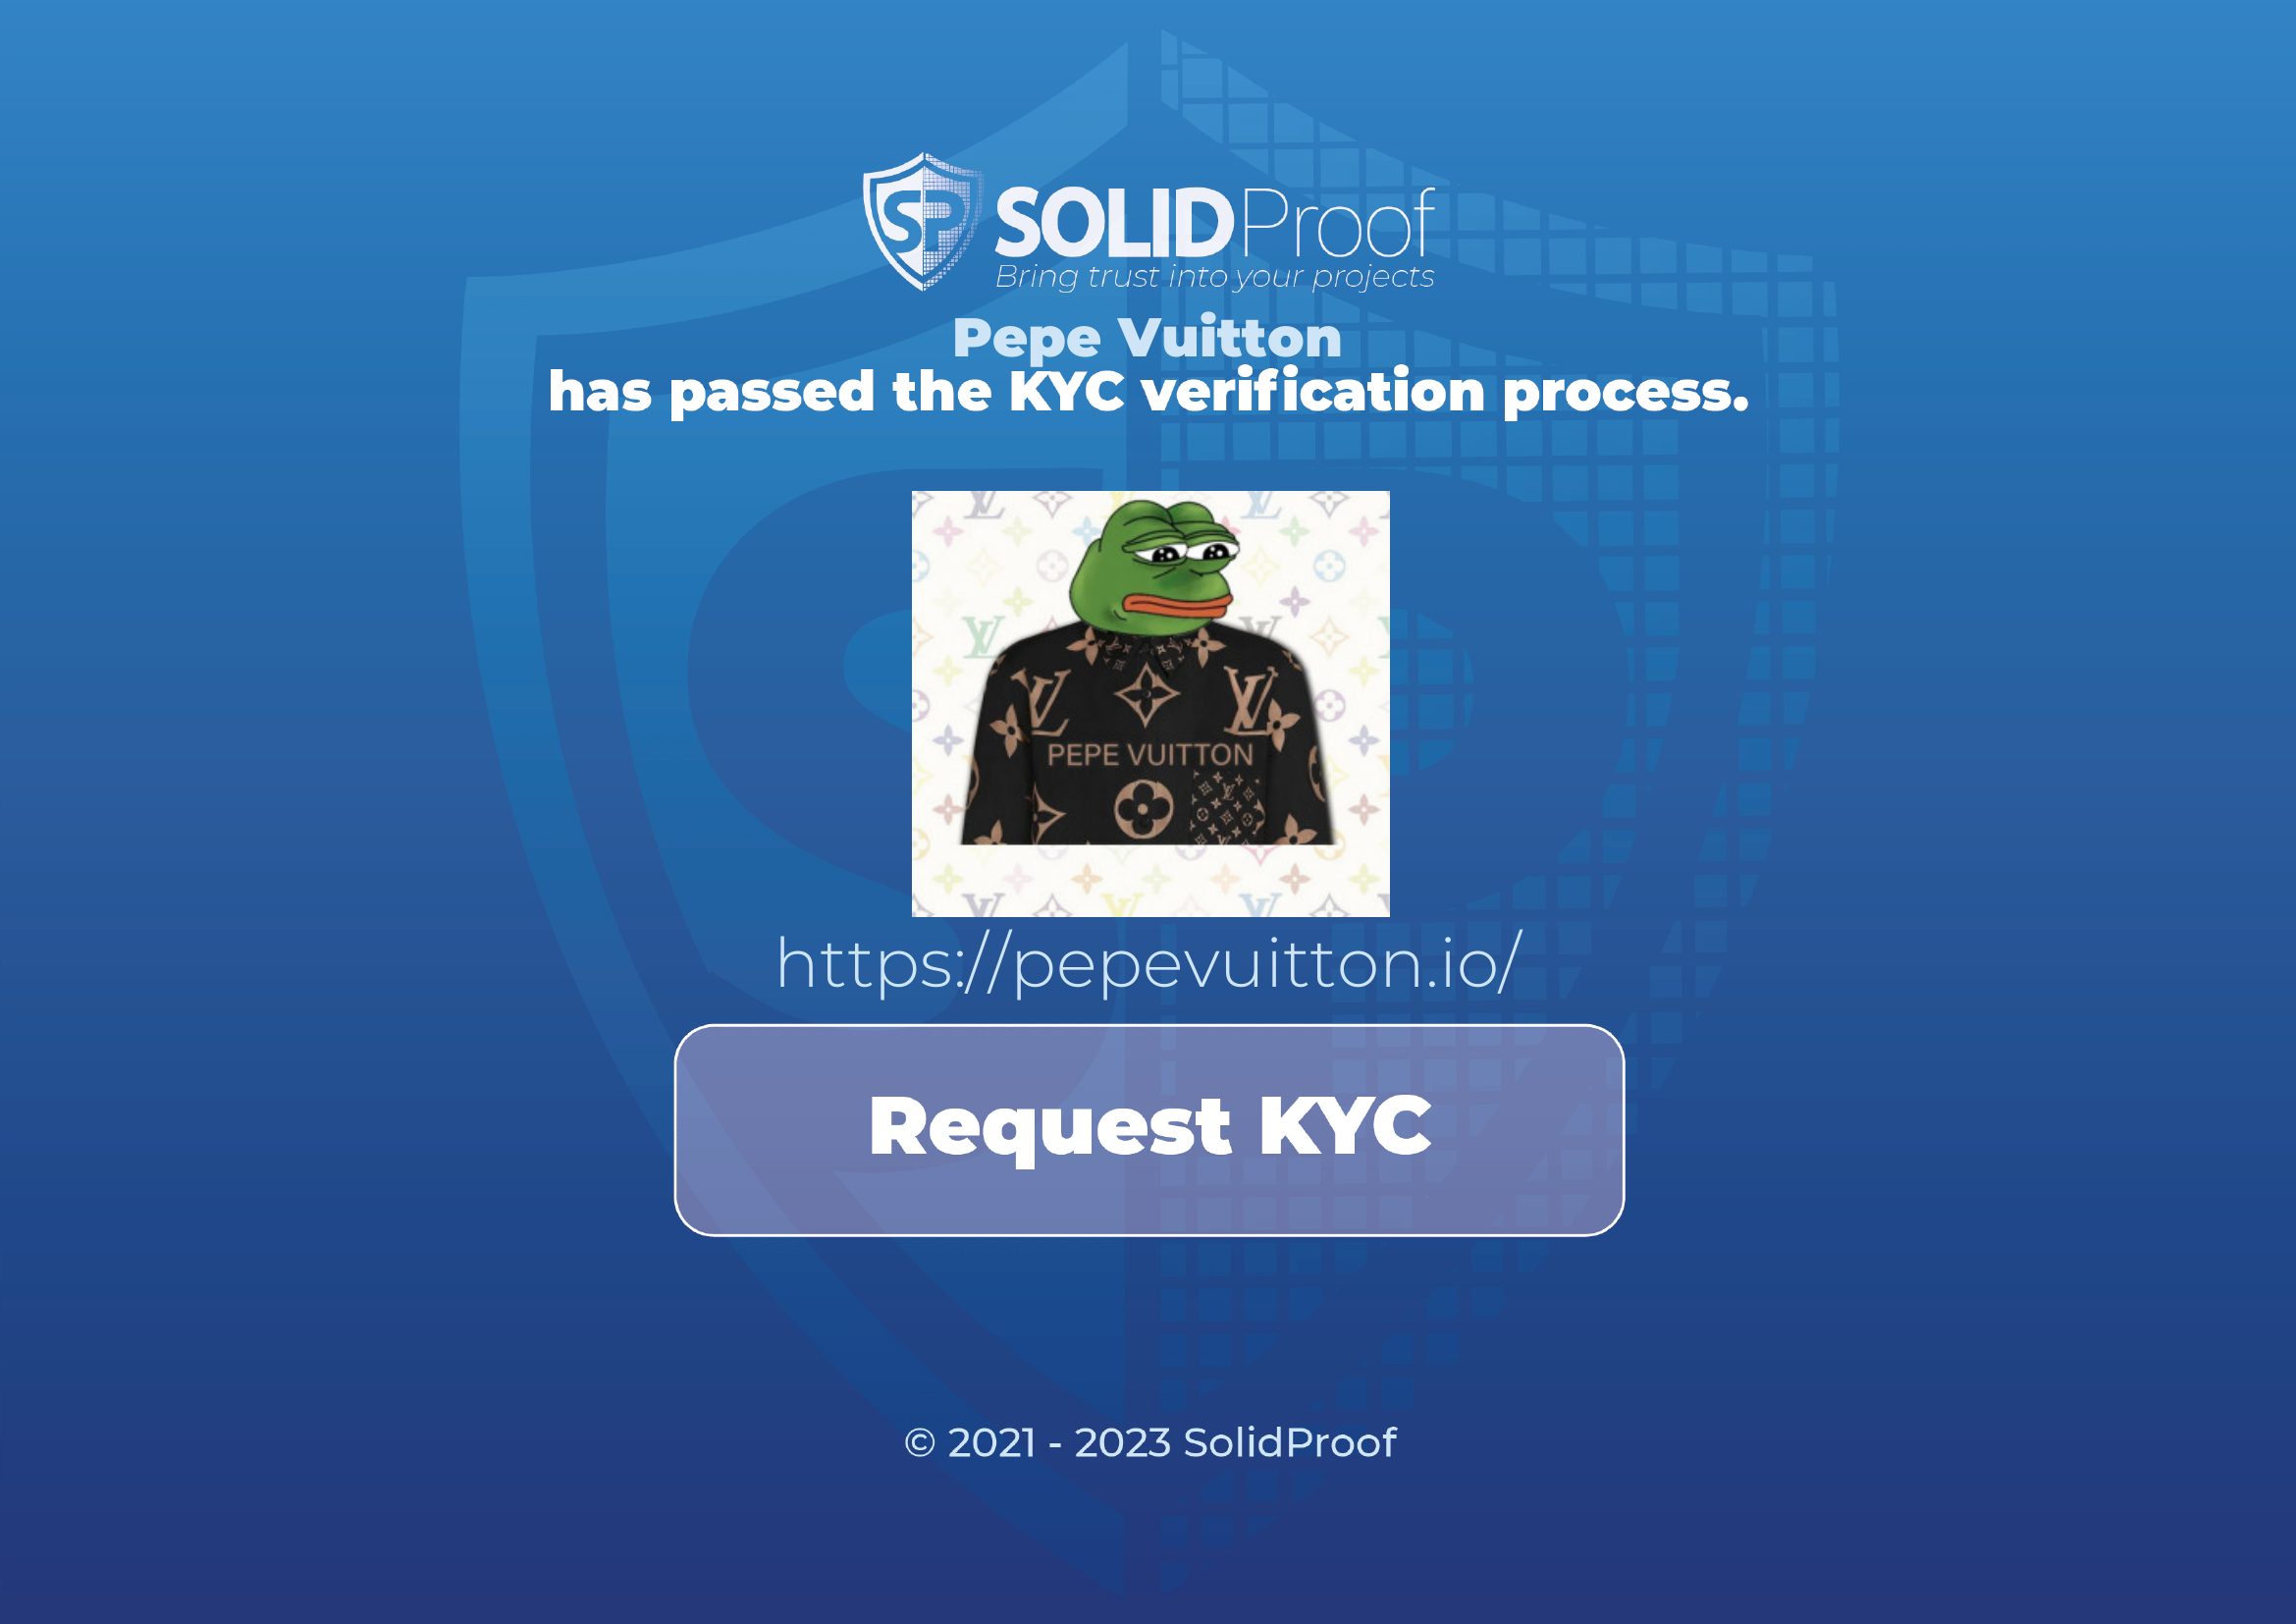 SP SOLIDProof
Bring trust into your projects
Pepe Vuitton
has passed the KYC verification process.
PEPE VUITTON
https://pepevuitton.io/
Request KYC
© 2021 - 2023 SolidProof